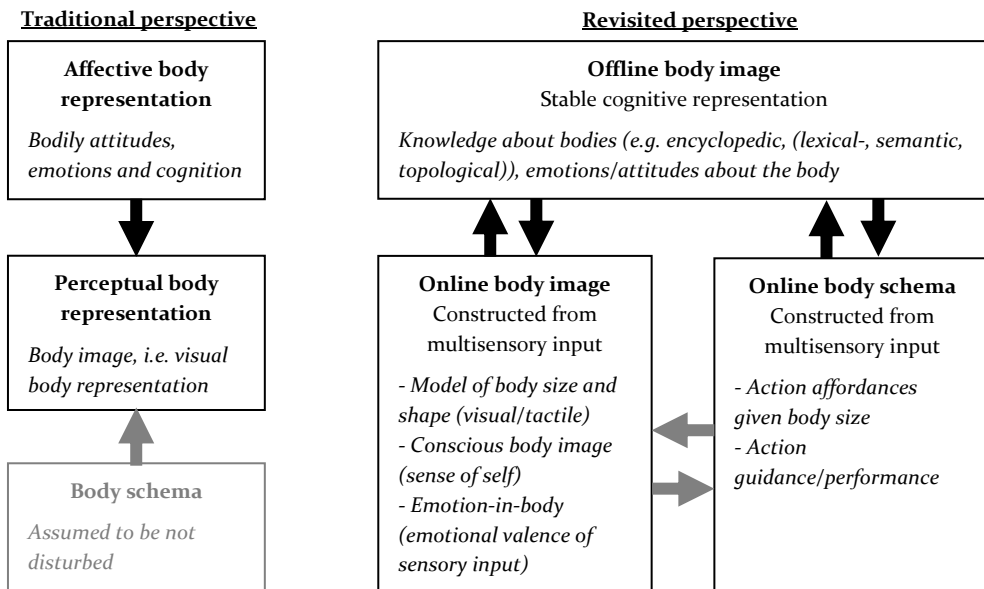 Traditional perspective
Affective body
representation
Bodily attitudes,
emotions and cognition
Perceptual body
representation
Body image, i.e. visual
body representation
Body schema
Assumed to be not
disturbed
Revisited perspective
Offline body image
Stable cognitive representation
Knowledge about bodies (e.g. encyclopedic, (lexical-, semantic,
topological)), emotions/attitudes about the body
Online body image
Constructed from
multisensory input
- Model of body size and
shape (visual/tactile)
- Conscious body image
(sense of self)
- Emotion-in-body
(emotional valence of
sensory input)
Online body schema
Constructed from
multisensory input
- Action affordances
given body size
- Action
guidance/performance